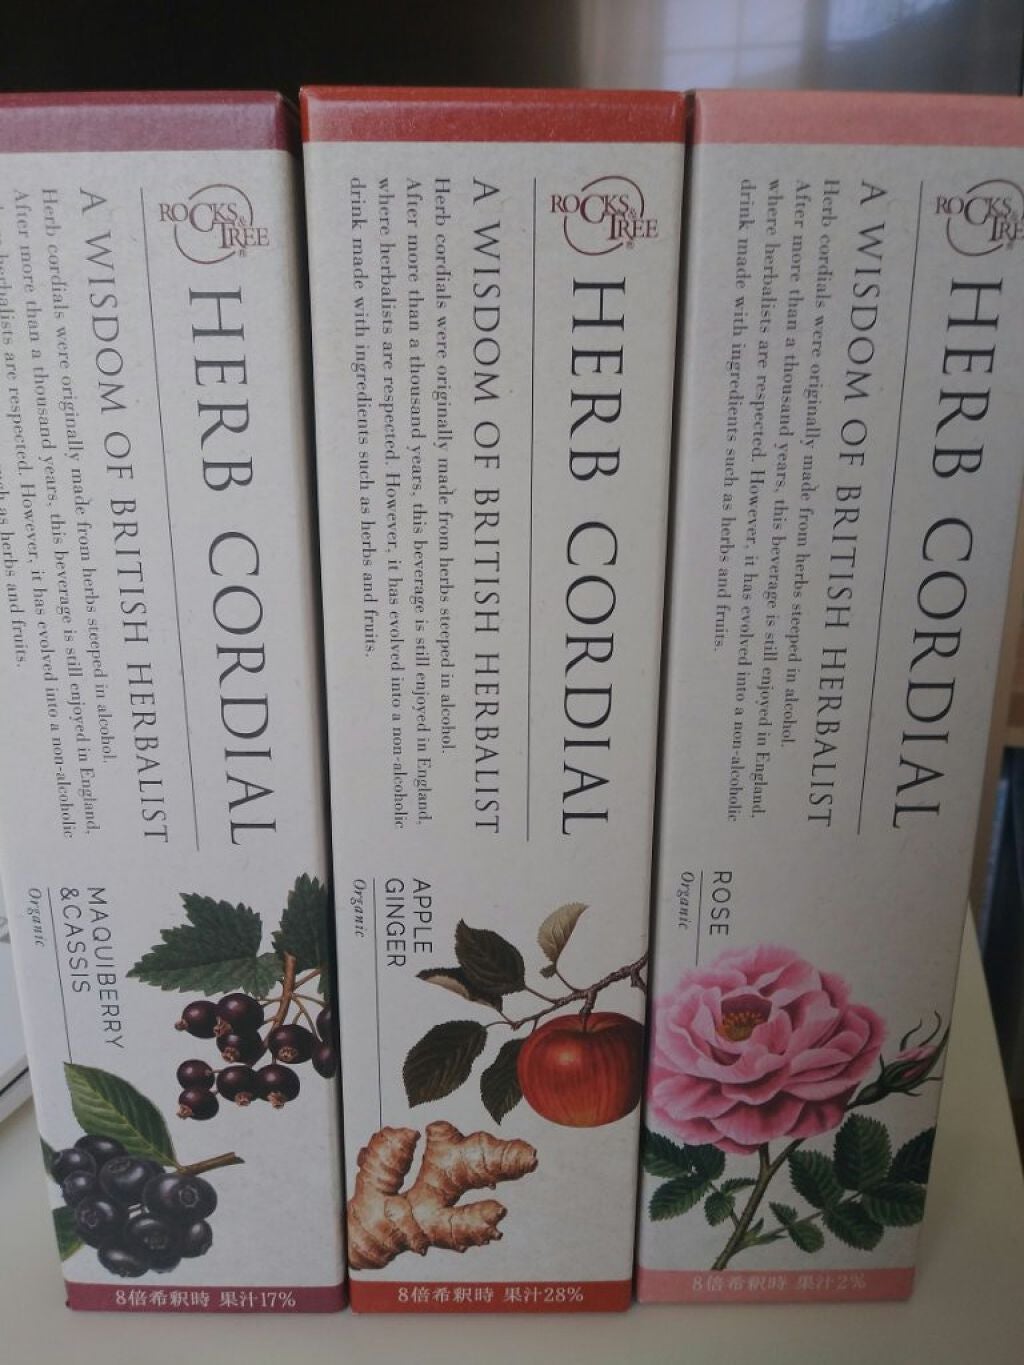 ROCKS
&TREE
HERB CORDIAL
A WISDOM OF BRITISH HERBALIST
Herb cordials were originally made from herbs steeped in alcohol.
After more than a thousand years, this beverage is still enjoyed in England,
herbalists are respected. However, it has evolved into a non-alcoholic
as herbs and fruits.
MAQUIBERRY
&CASSIS
Organic
8倍希釈時 果汁17%
ROCKS
&TREE
HERB CORDIAL
A WISDOM OF BRITISH HERBALIST
Herb cordials were originally made from herbs steeped in alcohol.
After more than a thousand years, this beverage is still enjoyed in England,
where herbalists are respected. However, it has evolved into a non-alcoholic
drink made with ingredients such as herbs and fruits.
APPLE
GINGER
Organic
8倍希釈時 果汁28%
ROCKS
&TREE
HERB CORDIAL
A WISDOM OF BRITISH HERBALIST
Herb cordials were originally made from herbs steeped in alcohol.
After more than a thousand years, this beverage is still enjoyed in England,
where herbalists are respected. However, it has evolved into a non-alcoholic
drink made with ingredients such as herbs and fruits.
ROSE
Organic
8倍希釈時 果汁2%